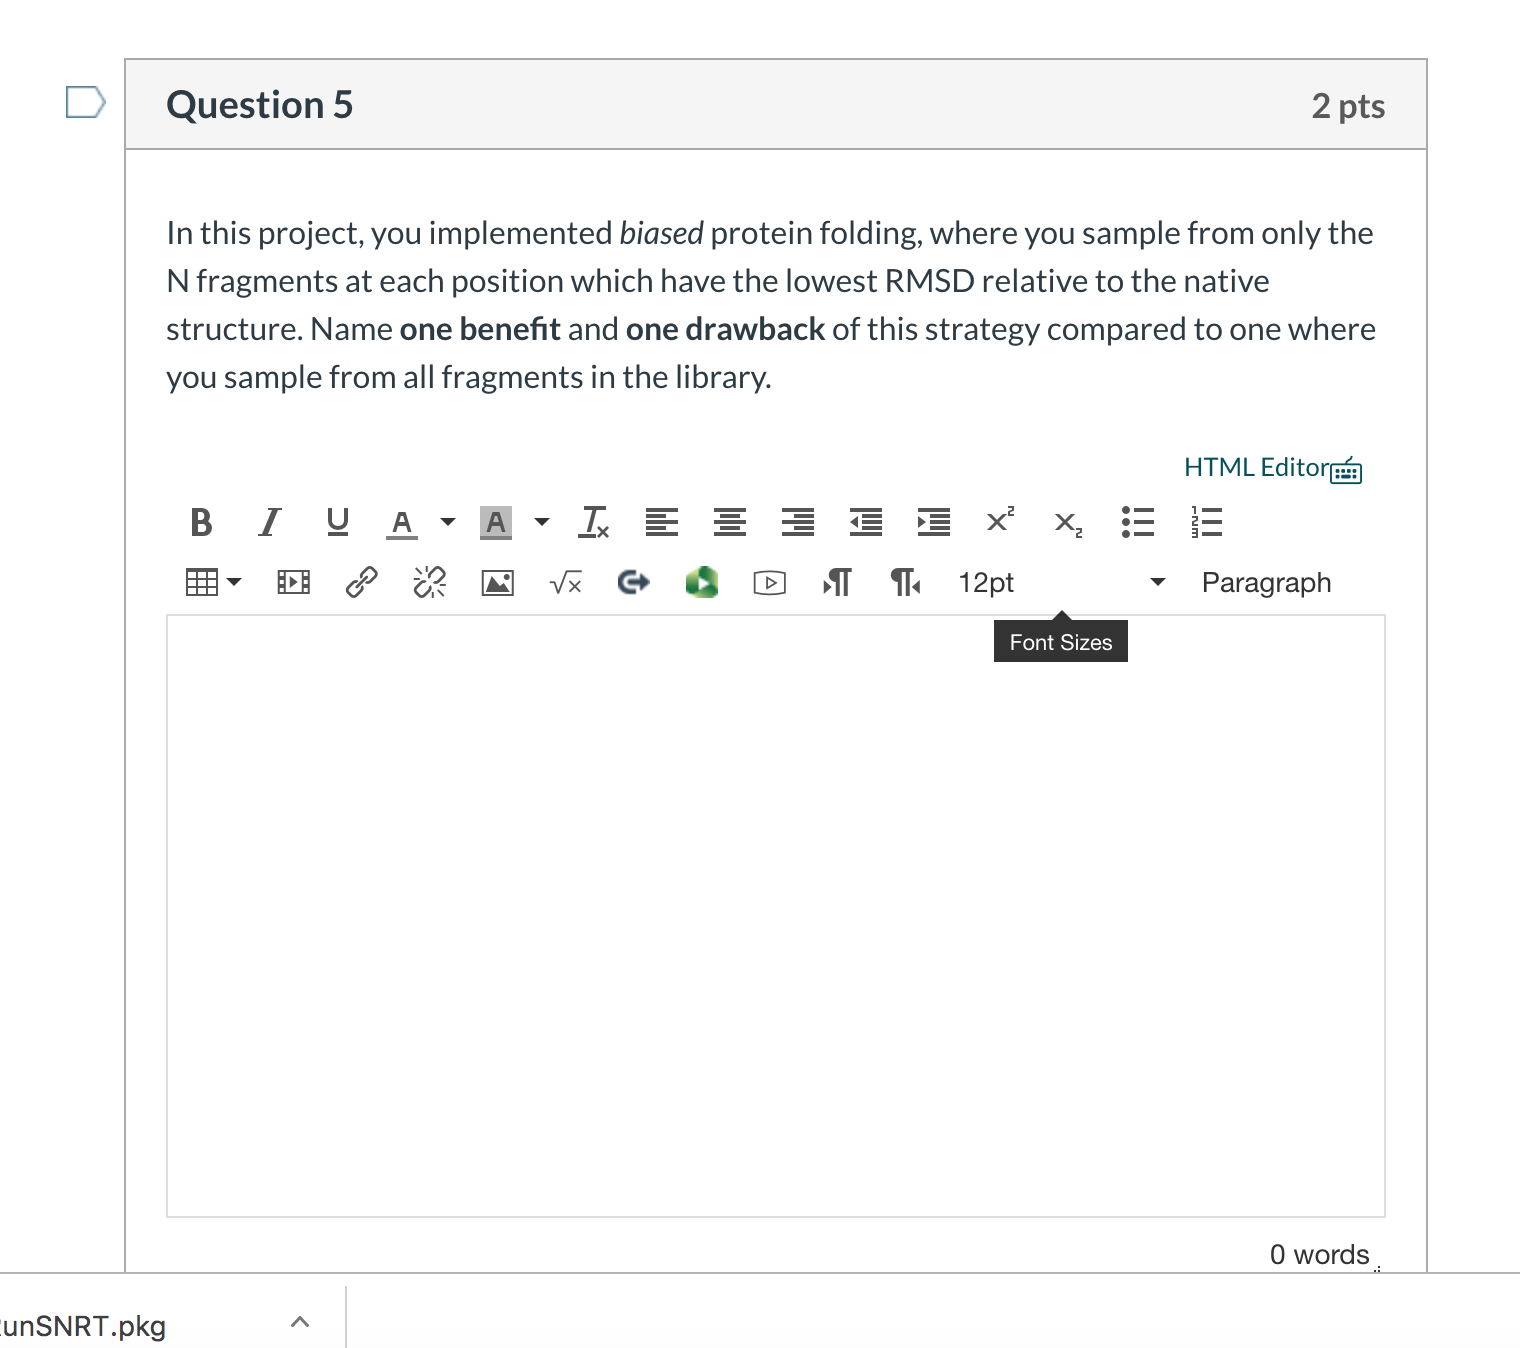 Question 5
2 pts
In this project, you implemented biased protein folding, where you sample from only the
N fragments at each position which have the lowest RMSD relative to the native
structure. Name one benefit and one drawback of this strategy compared to one where
you sample from all fragments in the library.
HTML Editor
12pt
Paragraph
Font Sizes
0 words
unSNRT.pkg